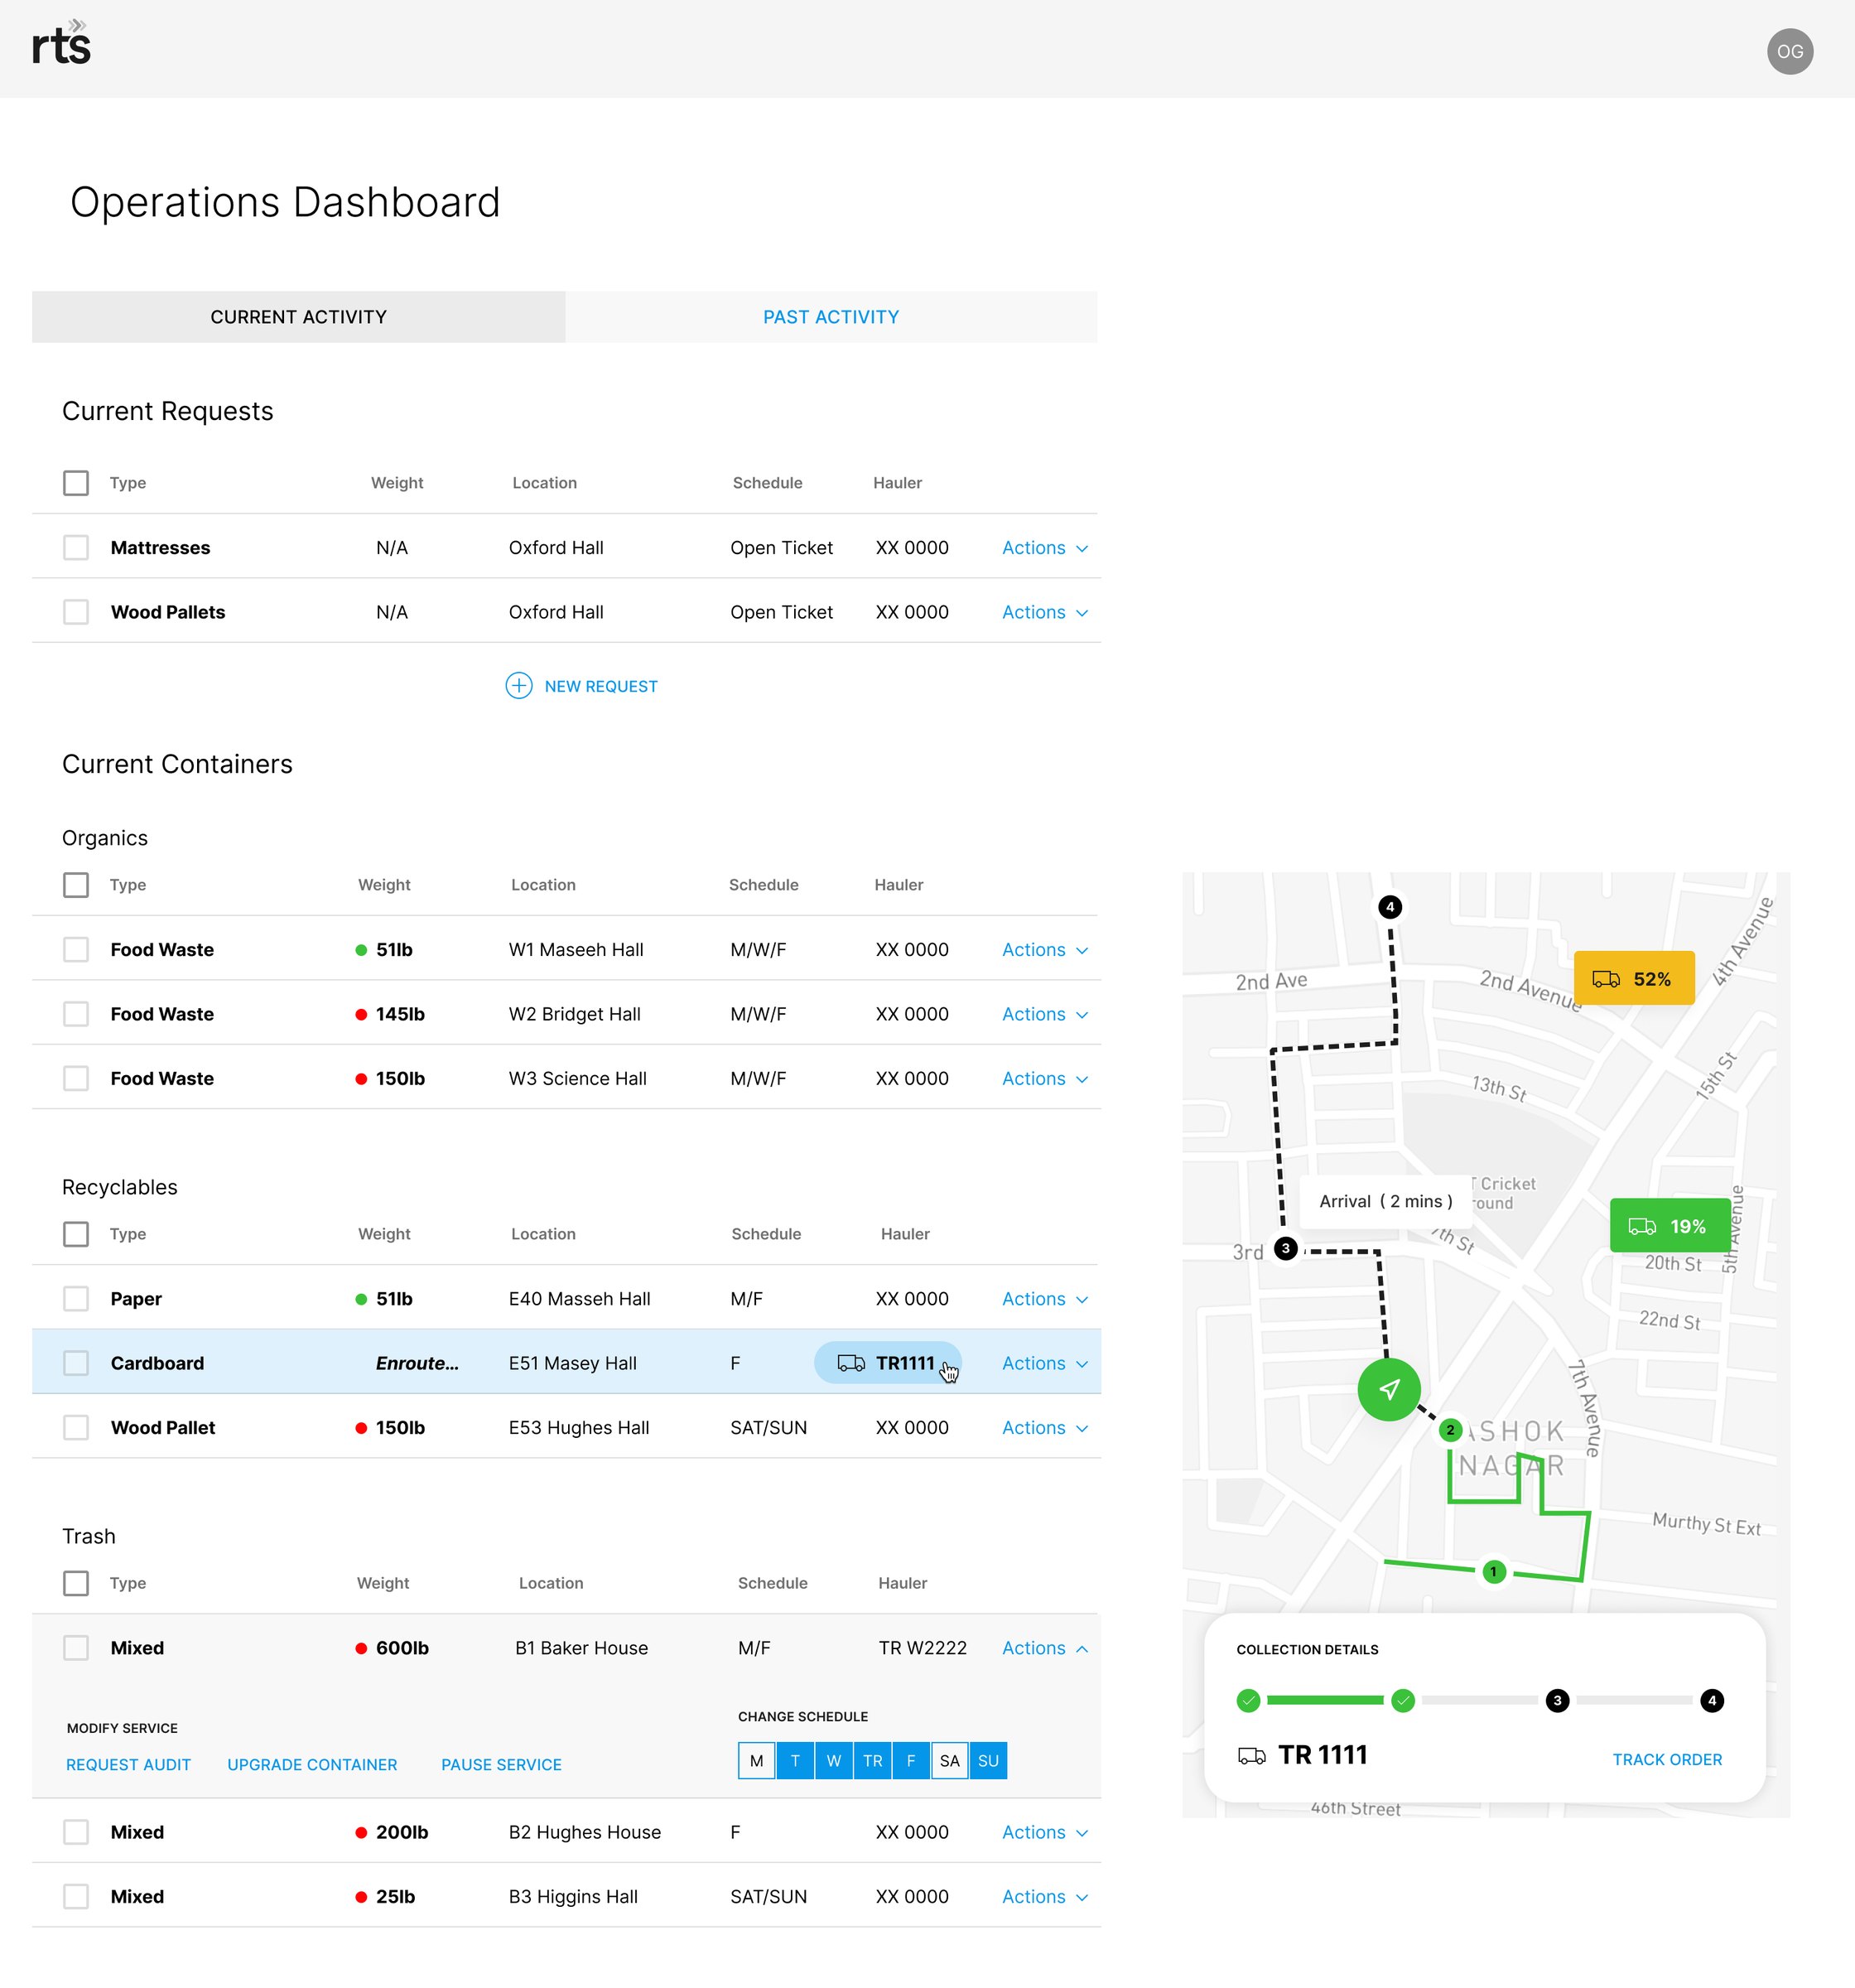 rts
OG
Operations Dashboard
CURRENT ACTIVITY PAST ACTIVITY
Current Requests
Type Weight Location Schedule Hauler
Mattresses N/A Oxford Hall Open Ticket XX 0000 Actions
Wood Pallets N/A Oxford Hall Open Ticket XX 0000 Actions
NEW REQUEST
Current Containers
Organics
Type Weight Location Schedule Hauler
Food Waste 51lb W1 Maseeh Hall M/W/F XX 0000 Actions
Food Waste 145lb W2 Bridget Hall M/W/F XX 0000 Actions
Food Waste 150lb W3 Science Hall M/W/F XX 0000 Actions
Recyclables
Type Weight Location Schedule Hauler
Paper 51lb E40 Masseh Hall M/F XX 0000 Actions
Cardboard Enroute... E51 Masey Hall F TR1111 Actions
Wood Pallet 150lb E53 Hughes Hall SAT/SUN XX 0000 Actions
Trash
Type Weight Location Schedule Hauler
Mixed 600lb B1 Baker House M/F TR W2222 Actions
MODIFY SERVICE
REQUEST AUDIT UPGRADE CONTAINER PAUSE SERVICE
CHANGE SCHEDULE
M T W TR F SA SU
Mixed 200lb B2 Hughes House F XX 0000 Actions
Mixed 25lb B3 Higgins Hall SAT/SUN XX 0000 Actions
4
4th Avenue
2nd Ave
2nd Avenue
52%
15th St
13th St
Cricket
Arrival ( 2 mins )
19%
5th Avenue
7th St
3rd
3
20th St
22nd St
7th Avenue
2
ASHOK
NAGAR
Murthy St Ext
1
COLLECTION DETAILS
3 4
TR 1111
TRACK ORDER
46th Street